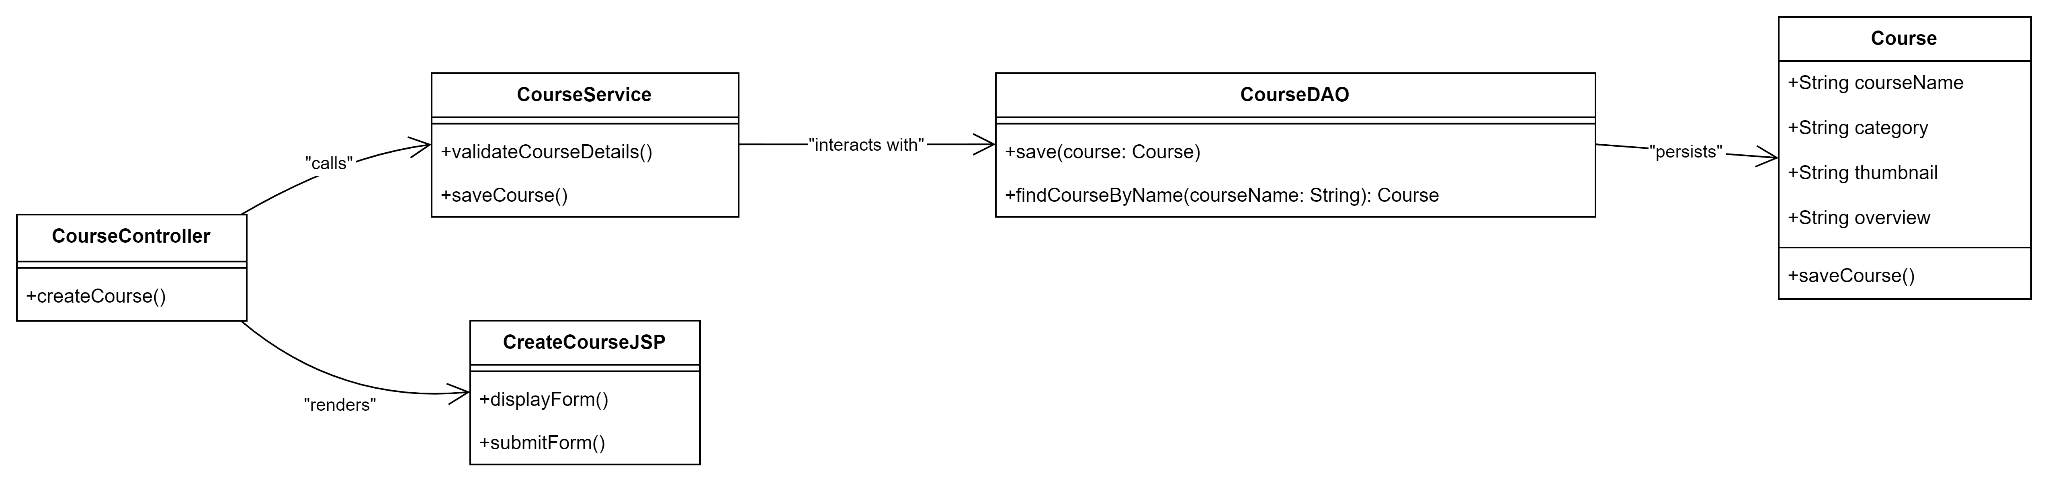 CourseController
+createCourse()
"calls"
"renders"
CourseService
+validateCourseDetails()
+saveCourse()
CreateCourseJSP
+displayForm()
+submitForm()
"interacts with"
CourseDAO
+save(course: Course)
+findCourseByName(courseName: String): Course
"persists"
Course
+String courseName
+String category
+String thumbnail
+String overview
+saveCourse()